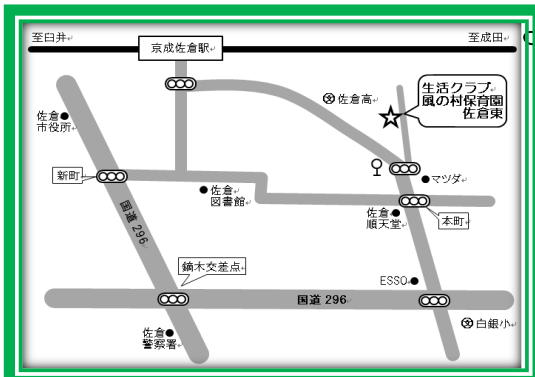 至臼井
京成佐倉駅
至成田
佐倉高
生活クラブ
風の村保育園
佐倉東
佐倉
市役所
新町
佐倉
図書館
マツダ
佐倉
順天堂
本町
国道 296
鏑木交差点
ESSO
国道 296
白銀小
佐倉
警察署